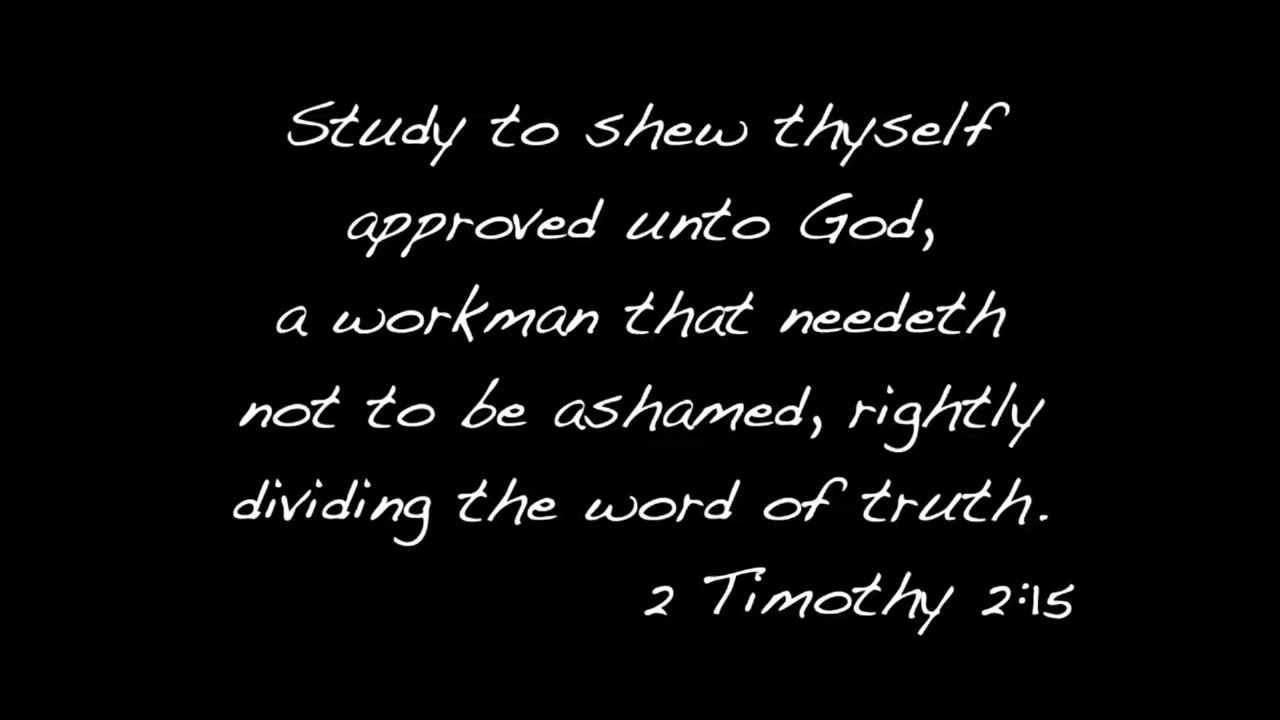 Study to shew thyself
approved unto God,
a workman that needeth
not to be ashamed, rightly
dividing the word of truth.
2 Timothy 2:15